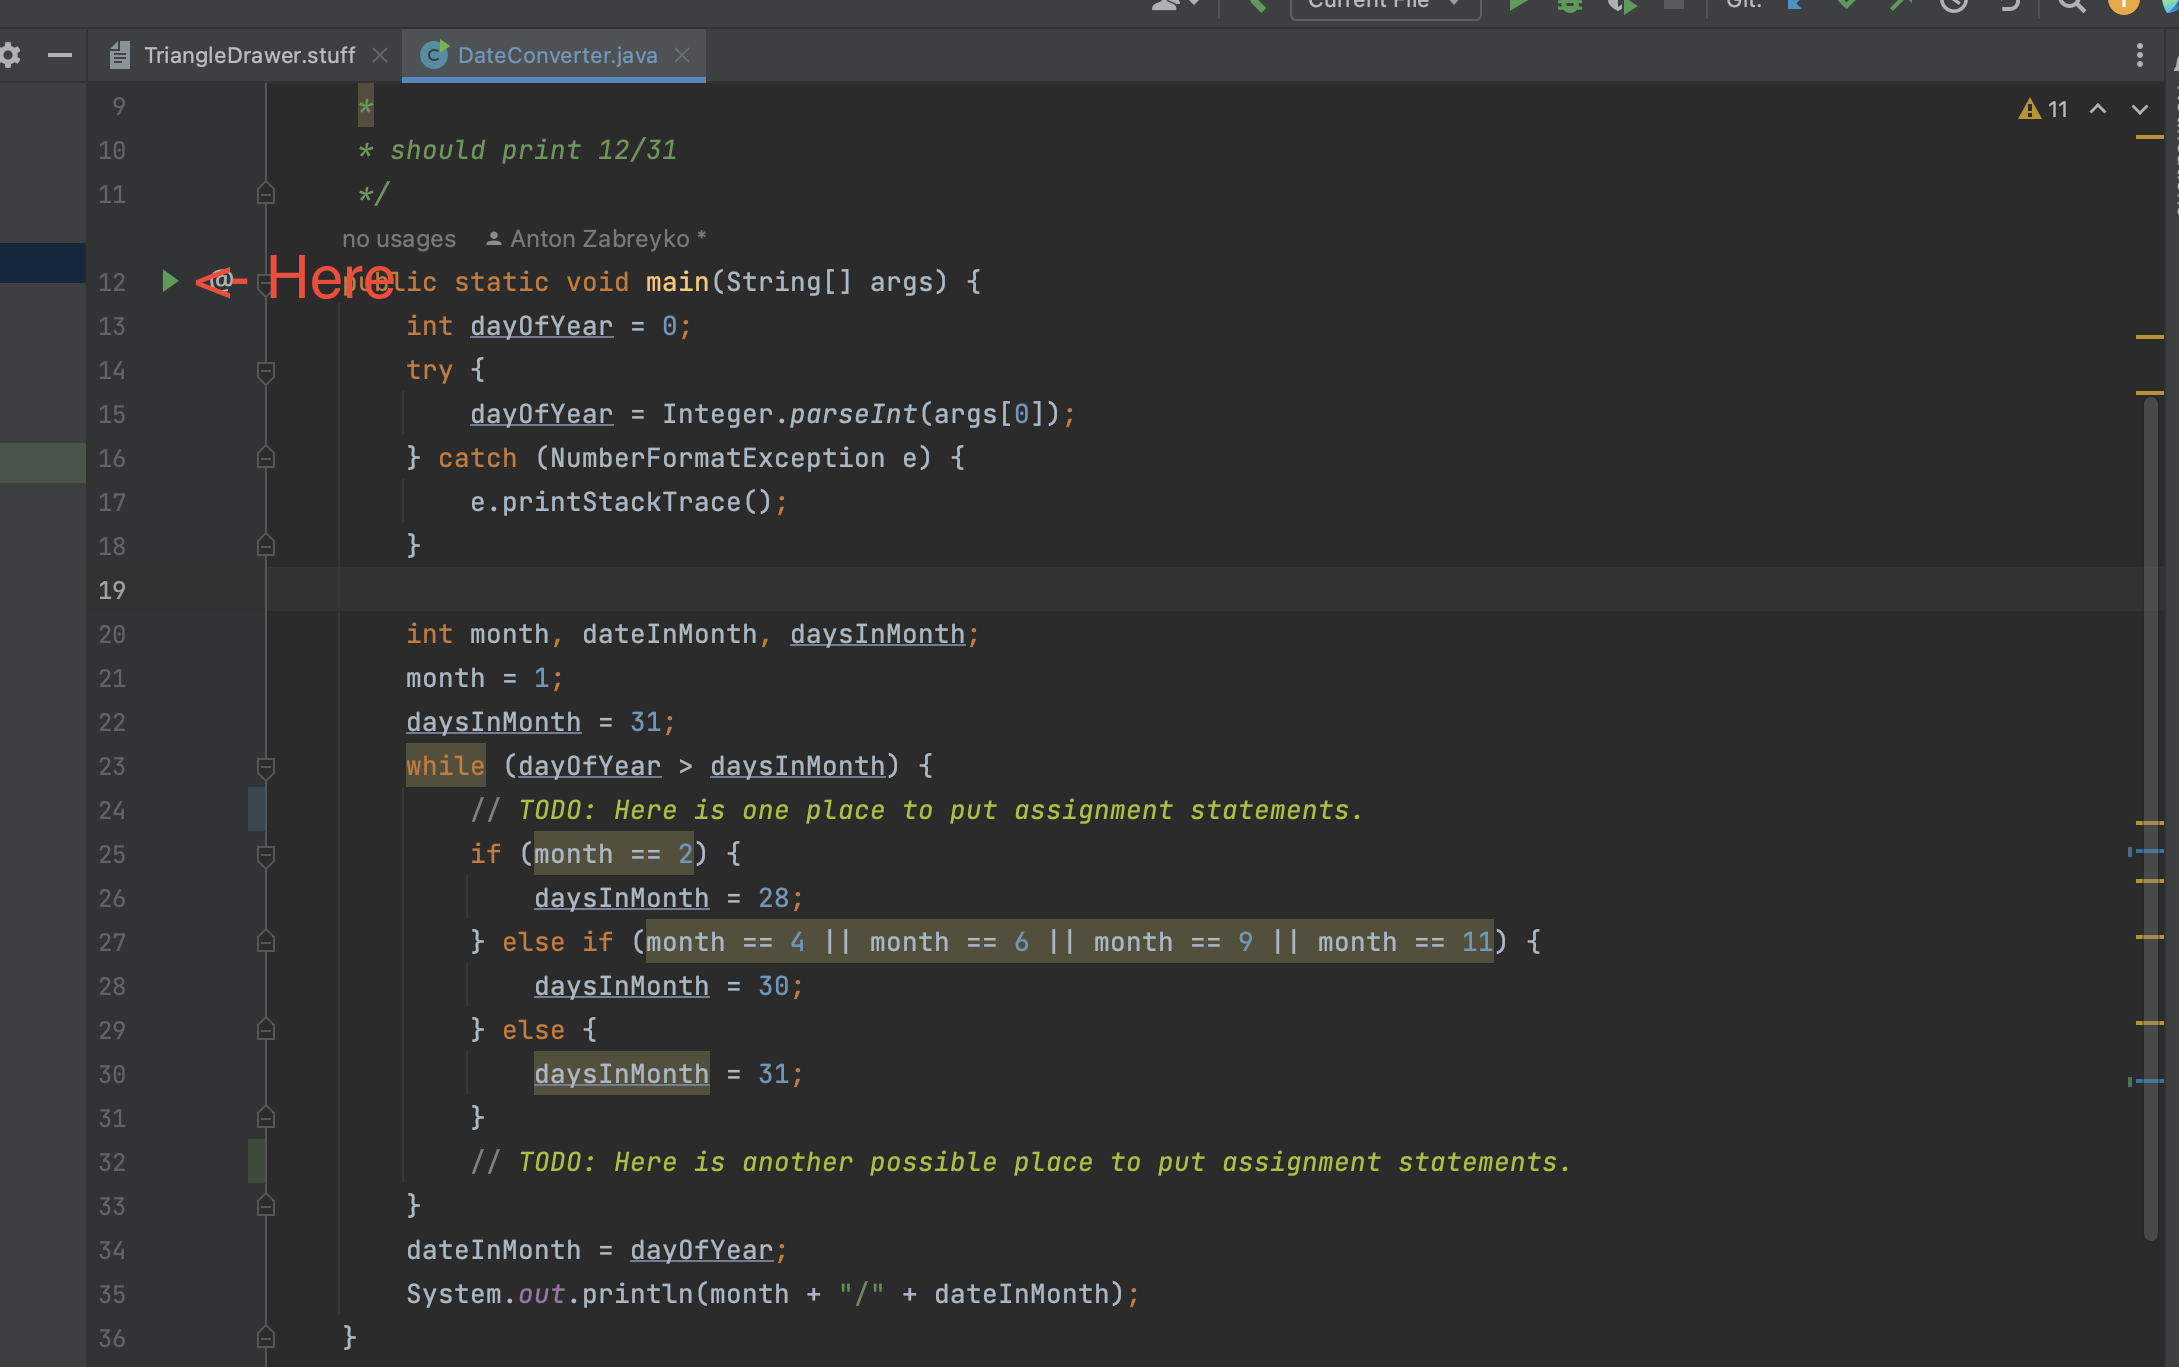 Current File
Git:
TriangleDrawer.stuff
DateConverter.java
11
9 *
10 * should print 12/31
11 */
no usages Anton Zabreyko *
<- Here
12 @ public static void main(String[] args) {
13 int dayOfYear = 0;
14 try {
15 dayOfYear = Integer.parseInt(args[0]);
16 } catch (NumberFormatException e) {
17 e.printStackTrace();
18 }
19
20 int month, dateInMonth, daysInMonth;
21 month = 1;
22 daysInMonth = 31;
23 while (dayOfYear > daysInMonth) {
24 // TODO: Here is one place to put assignment statements.
25 if (month == 2) {
26 daysInMonth = 28;
27 } else if (month == 4 || month == 6 || month == 9 || month == 11) {
28 daysInMonth = 30;
29 } else {
30 daysInMonth = 31;
31 }
32 // TODO: Here is another possible place to put assignment statements.
33 }
34 dateInMonth = dayOfYear;
35 System.out.println(month + "/" + dateInMonth);
36 }